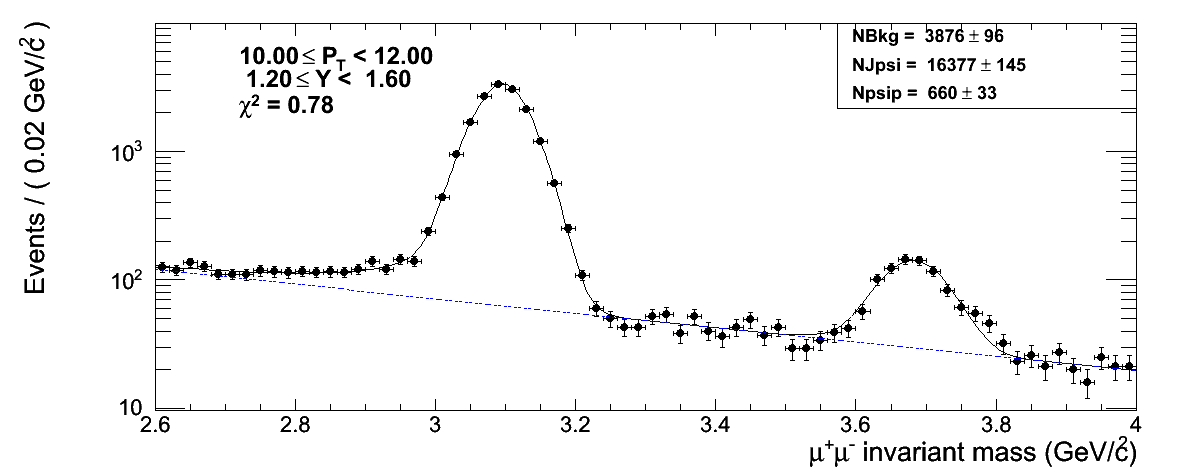 Events / ( 0.02 GeV/c²)
10.00 ≤ P_T < 12.00
1.20 ≤ Y < 1.60
χ² = 0.78
NBkg = 3876 ± 96
NJpsi = 16377 ± 145
Npsip = 660 ± 33
10³
10²
10
2.6 2.8 3 3.2 3.4 3.6 3.8 4
μ⁺μ⁻ invariant mass (GeV/c²)